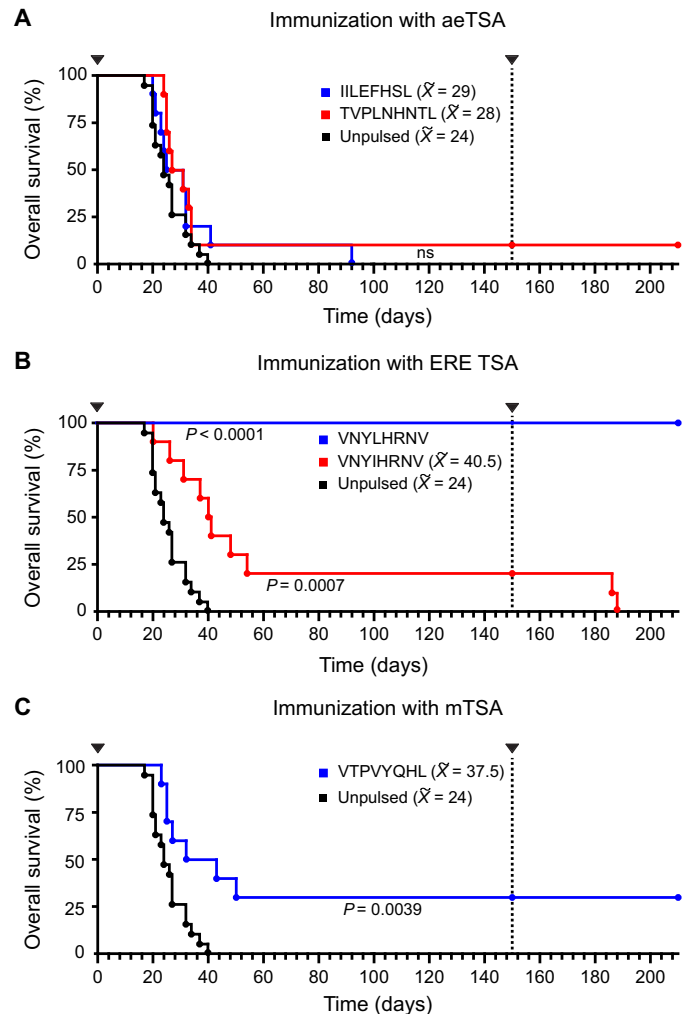 A
Immunization with aeTSA
Overall survival (%)
100
75
50
25
0
IILEFHSL (X̃ = 29)
TVPLNHNTL (X̃ = 28)
Unpulsed (X̃ = 24)
ns
0 20 40 60 80 100 120 140 160 180 200
Time (days)
B
Immunization with ERE TSA
Overall survival (%)
100
75
50
25
0
P < 0.0001
VNYLHRNV
VNYIHRNV (X̃ = 40.5)
Unpulsed (X̃ = 24)
P = 0.0007
0 20 40 60 80 100 120 140 160 180 200
Time (days)
C
Immunization with mTSA
Overall survival (%)
100
75
50
25
0
VTPVYQHL (X̃ = 37.5)
Unpulsed (X̃ = 24)
P = 0.0039
0 20 40 60 80 100 120 140 160 180 200
Time (days)